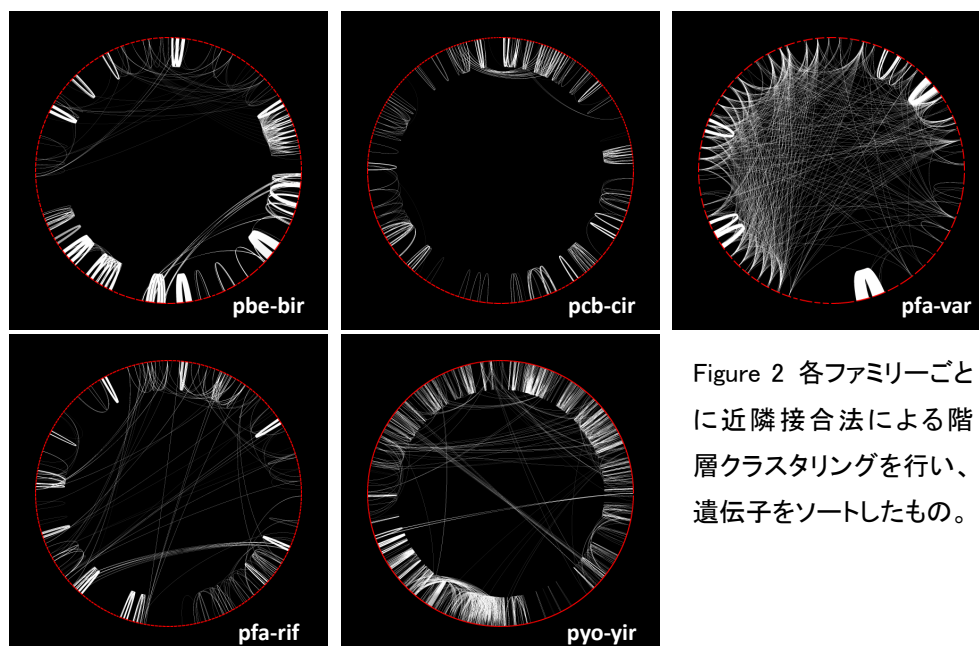 pbe-bir
pcb-cir
pfa-var
pfa-rif
pyo-yir
Figure 2 各ファミリーごと
に近隣接合法による階
層クラスタリングを行い、
遺伝子をソートしたもの。